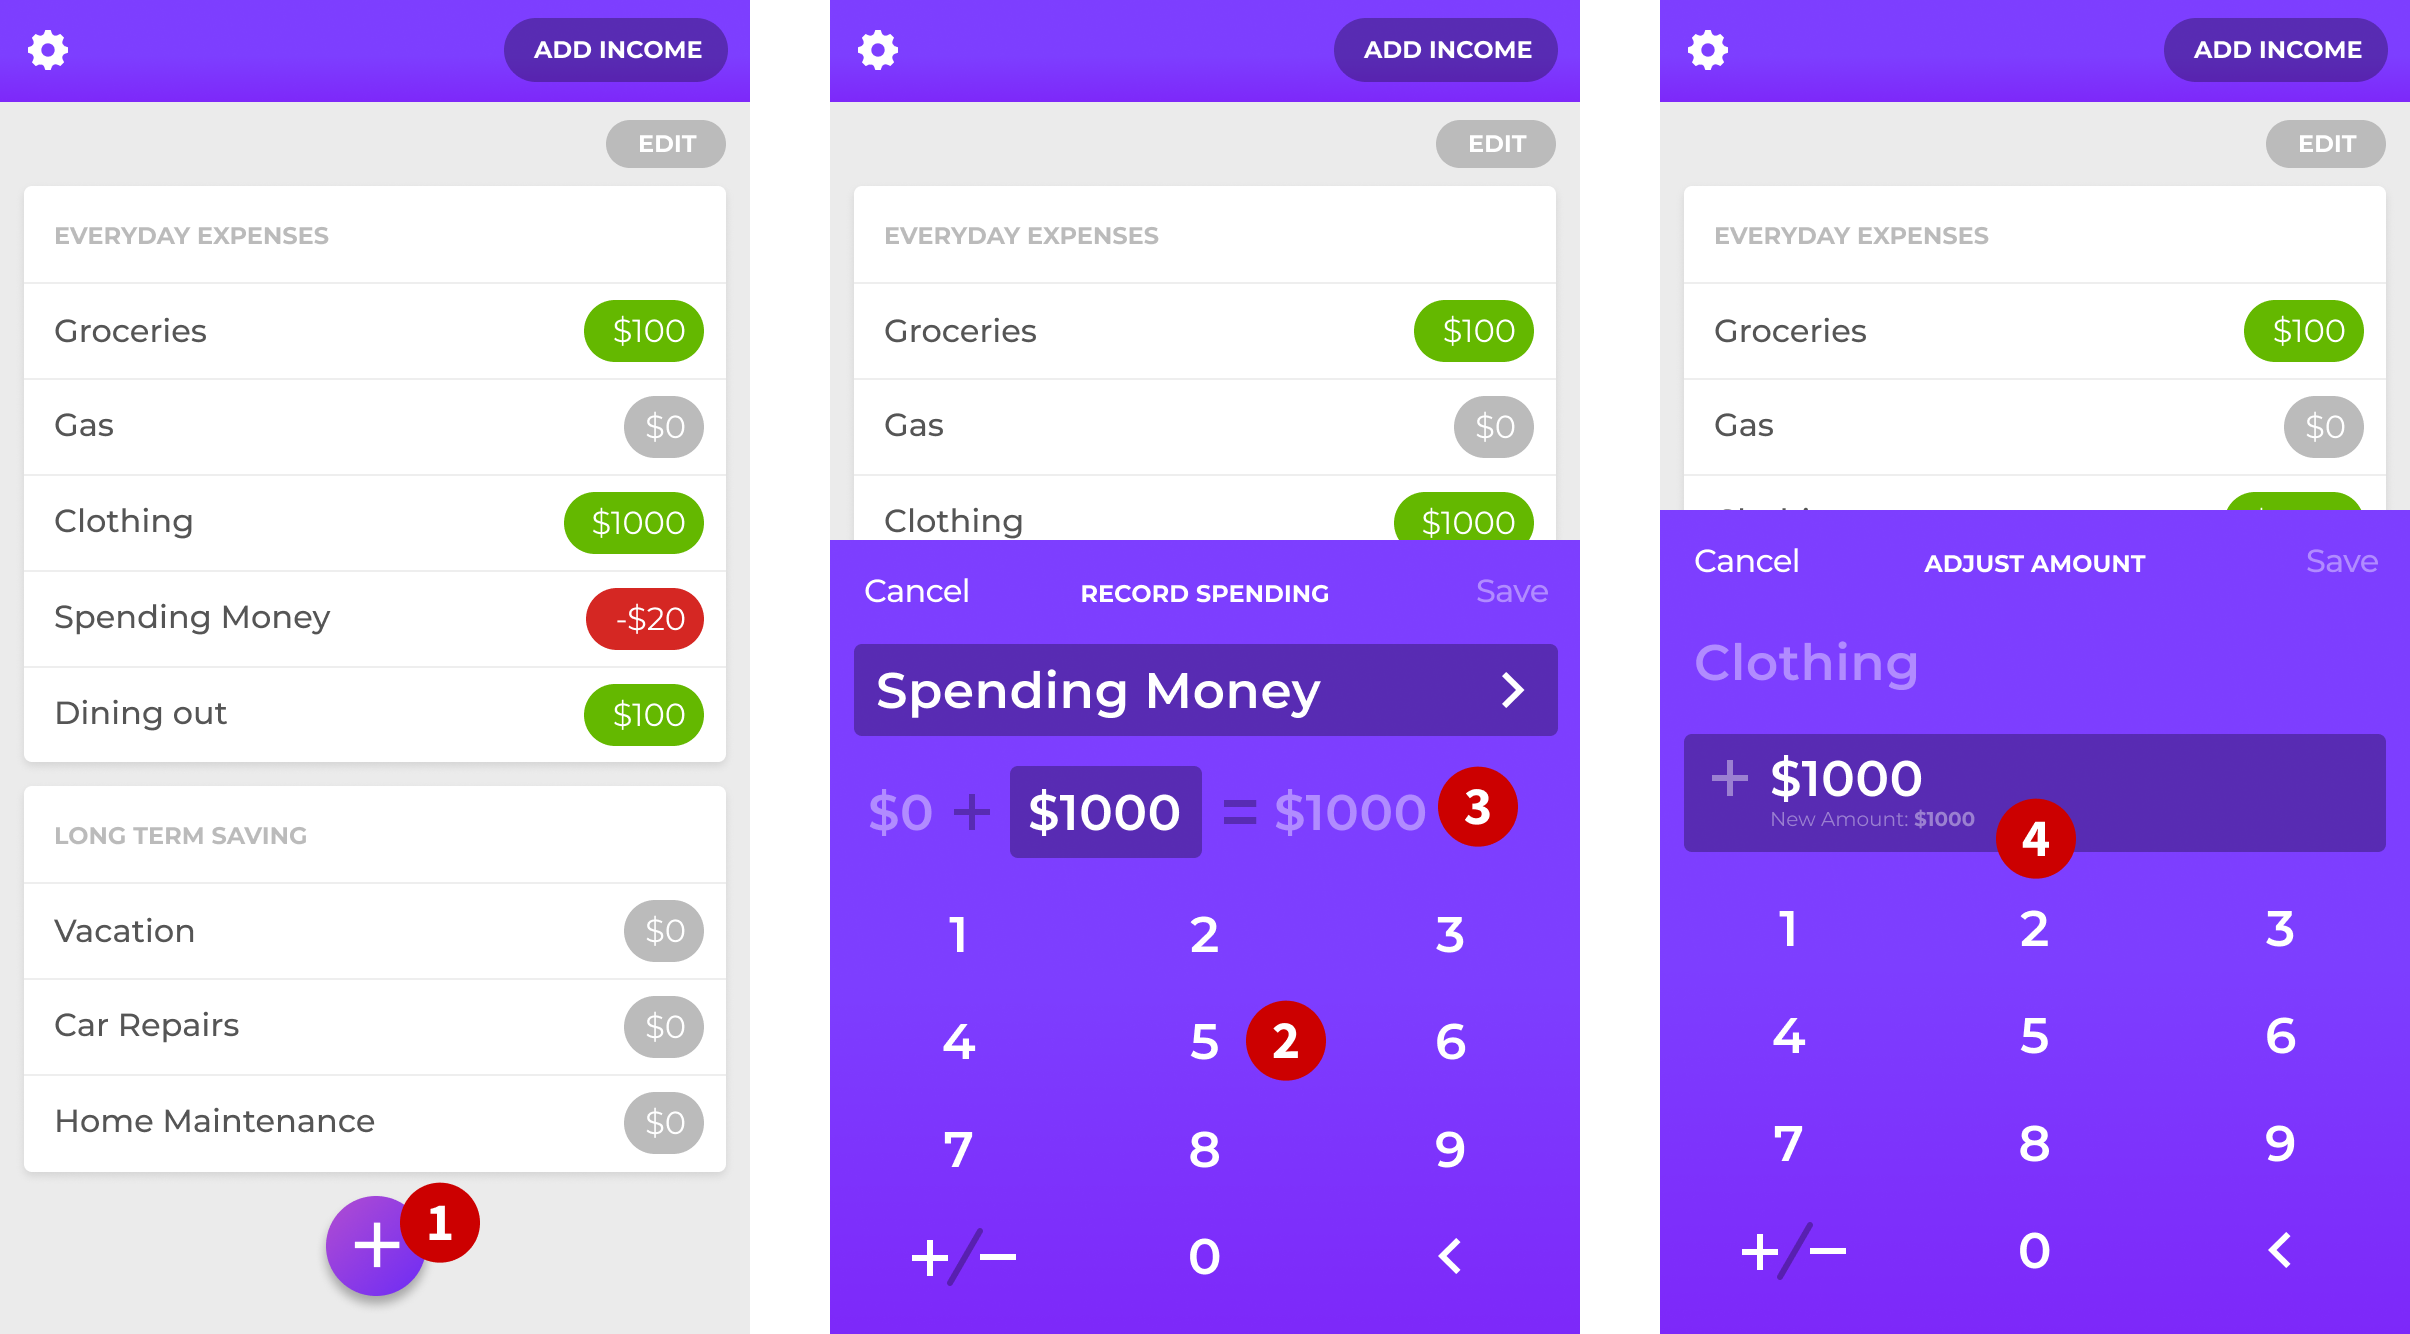 ADD INCOME
EDIT
EVERYDAY EXPENSES
Groceries $100
Gas $0
Clothing $1000
Spending Money -$20
Dining out $100
LONG TERM SAVING
Vacation $0
Car Repairs $0
Home Maintenance $0
+ 1
ADD INCOME
EDIT
EVERYDAY EXPENSES
Groceries $100
Gas $0
Clothing $1000
Cancel RECORD SPENDING Save
Spending Money >
$0 + $1000 = $1000 3
1 2 3
4 5 2 6
7 8 9
+/− 0 <
ADD INCOME
EDIT
EVERYDAY EXPENSES
Groceries $100
Gas $0
Cancel ADJUST AMOUNT Save
Clothing
+ $1000
New Amount: $1000
4
1 2 3
4 5 6
7 8 9
+/− 0 <